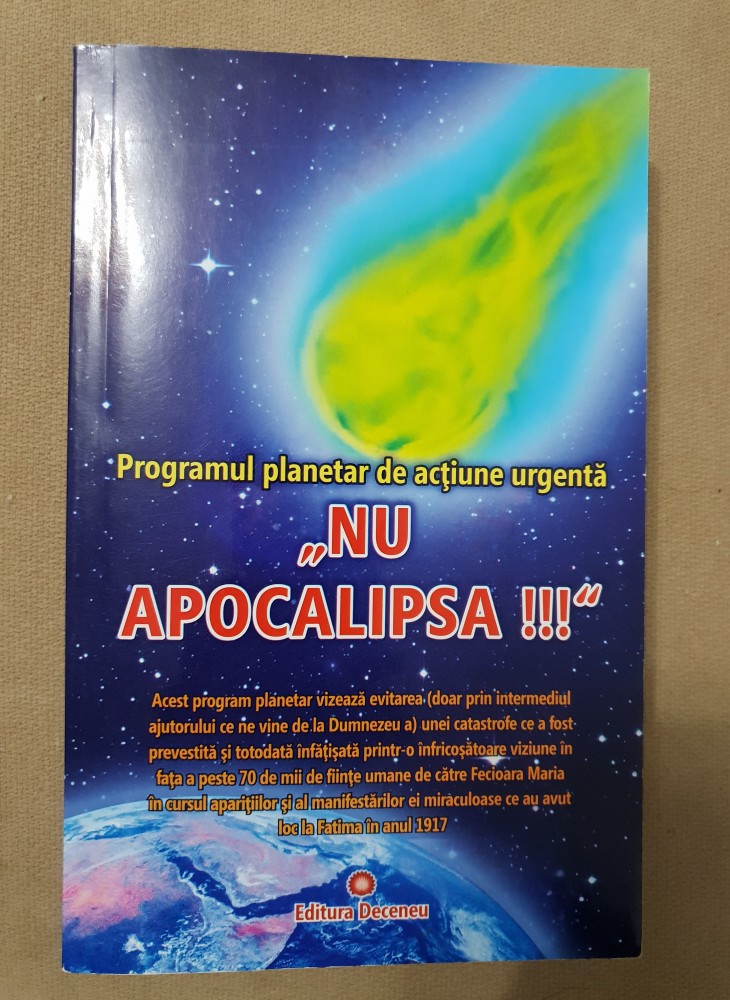 Programul planetar de acţiune urgentă
„NU
APOCALIPSA !!!“
Acest program planetar vizează evitarea (doar prin intermediul
ajutorului ce ne vine de la Dumnezeu a) unei catastrofe ce a fost
prevestită şi totodată înfăţişată printr-o înfricoşătoare viziune în
faţa a peste 70 de mii de fiinţe umane de către Fecioara Maria
în cursul apariţiilor şi al manifestărilor ei miraculoase ce au avut
loc la Fatima în anul 1917
Editura Deceneu